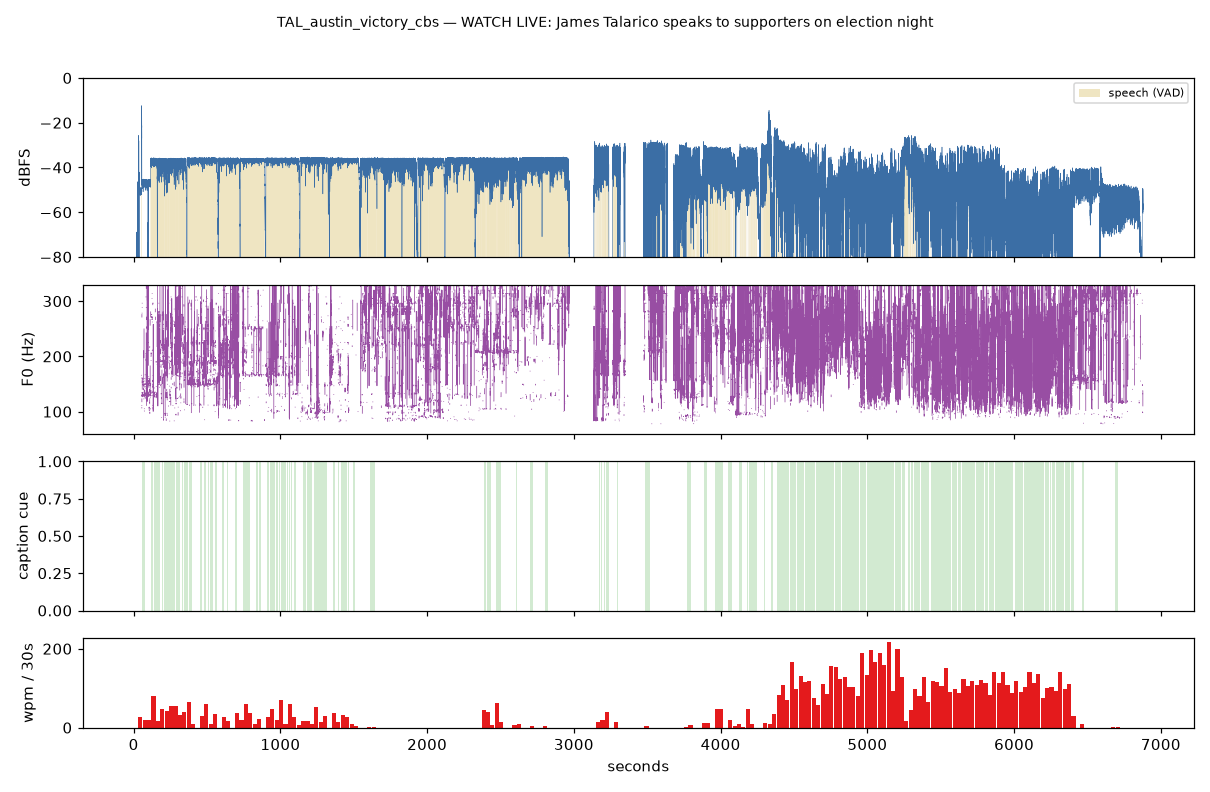 TAL_austin_victory_cbs — WATCH LIVE: James Talarico speaks to supporters on election night
0
−20
−40
−60
−80
dBFS
speech (VAD)
300
200
100
F0 (Hz)
1.00
0.75
0.50
0.25
0.00
caption cue
200
0
wpm / 30s
0 1000 2000 3000 4000 5000 6000 7000
seconds